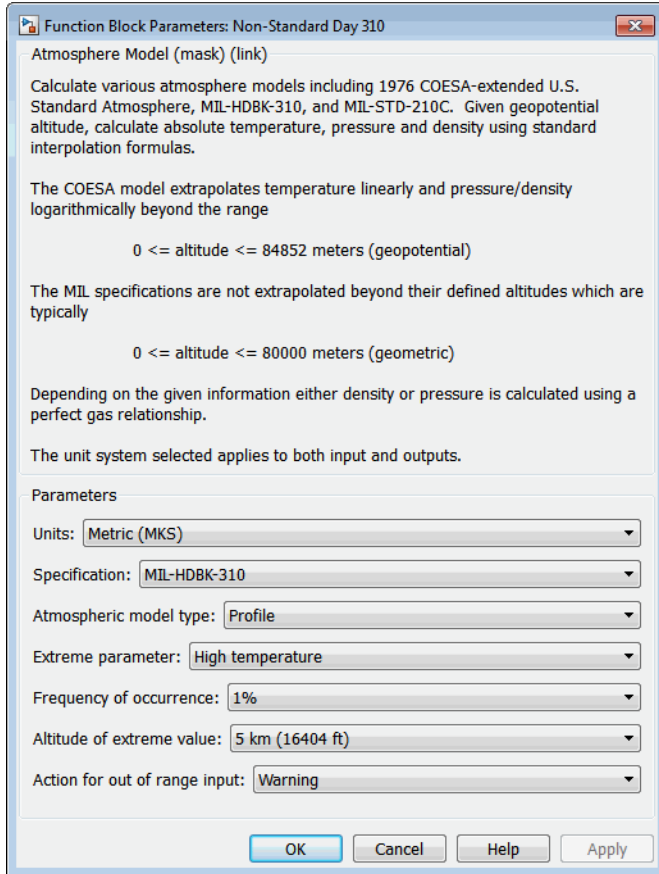 Function Block Parameters: Non-Standard Day 310
Atmosphere Model (mask) (link)
Calculate various atmosphere models including 1976 COESA-extended U.S.
Standard Atmosphere, MIL-HDBK-310, and MIL-STD-210C.  Given geopotential
altitude, calculate absolute temperature, pressure and density using standard
interpolation formulas.
The COESA model extrapolates temperature linearly and pressure/density
logarithmically beyond the range
0 <= altitude <= 84852 meters (geopotential)
The MIL specifications are not extrapolated beyond their defined altitudes which are
typically
0 <= altitude <= 80000 meters (geometric)
Depending on the given information either density or pressure is calculated using a
perfect gas relationship.
The unit system selected applies to both input and outputs.
Parameters
Units: Metric (MKS)
Specification: MIL-HDBK-310
Atmospheric model type: Profile
Extreme parameter: High temperature
Frequency of occurrence: 1%
Altitude of extreme value: 5 km (16404 ft)
Action for out of range input: Warning
OK Cancel Help Apply